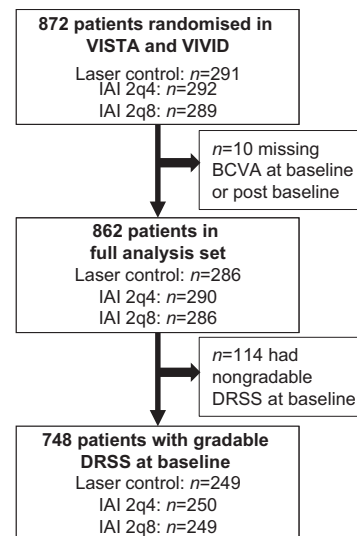 872 patients randomised in
VISTA and VIVID
Laser control: n=291
IAI 2q4: n=292
IAI 2q8: n=289
n=10 missing
BCVA at baseline
or post baseline
862 patients in
full analysis set
Laser control: n=286
IAI 2q4: n=290
IAI 2q8: n=286
n=114 had
nongradable
DRSS at baseline
748 patients with gradable
DRSS at baseline
Laser control: n=249
IAI 2q4: n=250
IAI 2q8: n=249